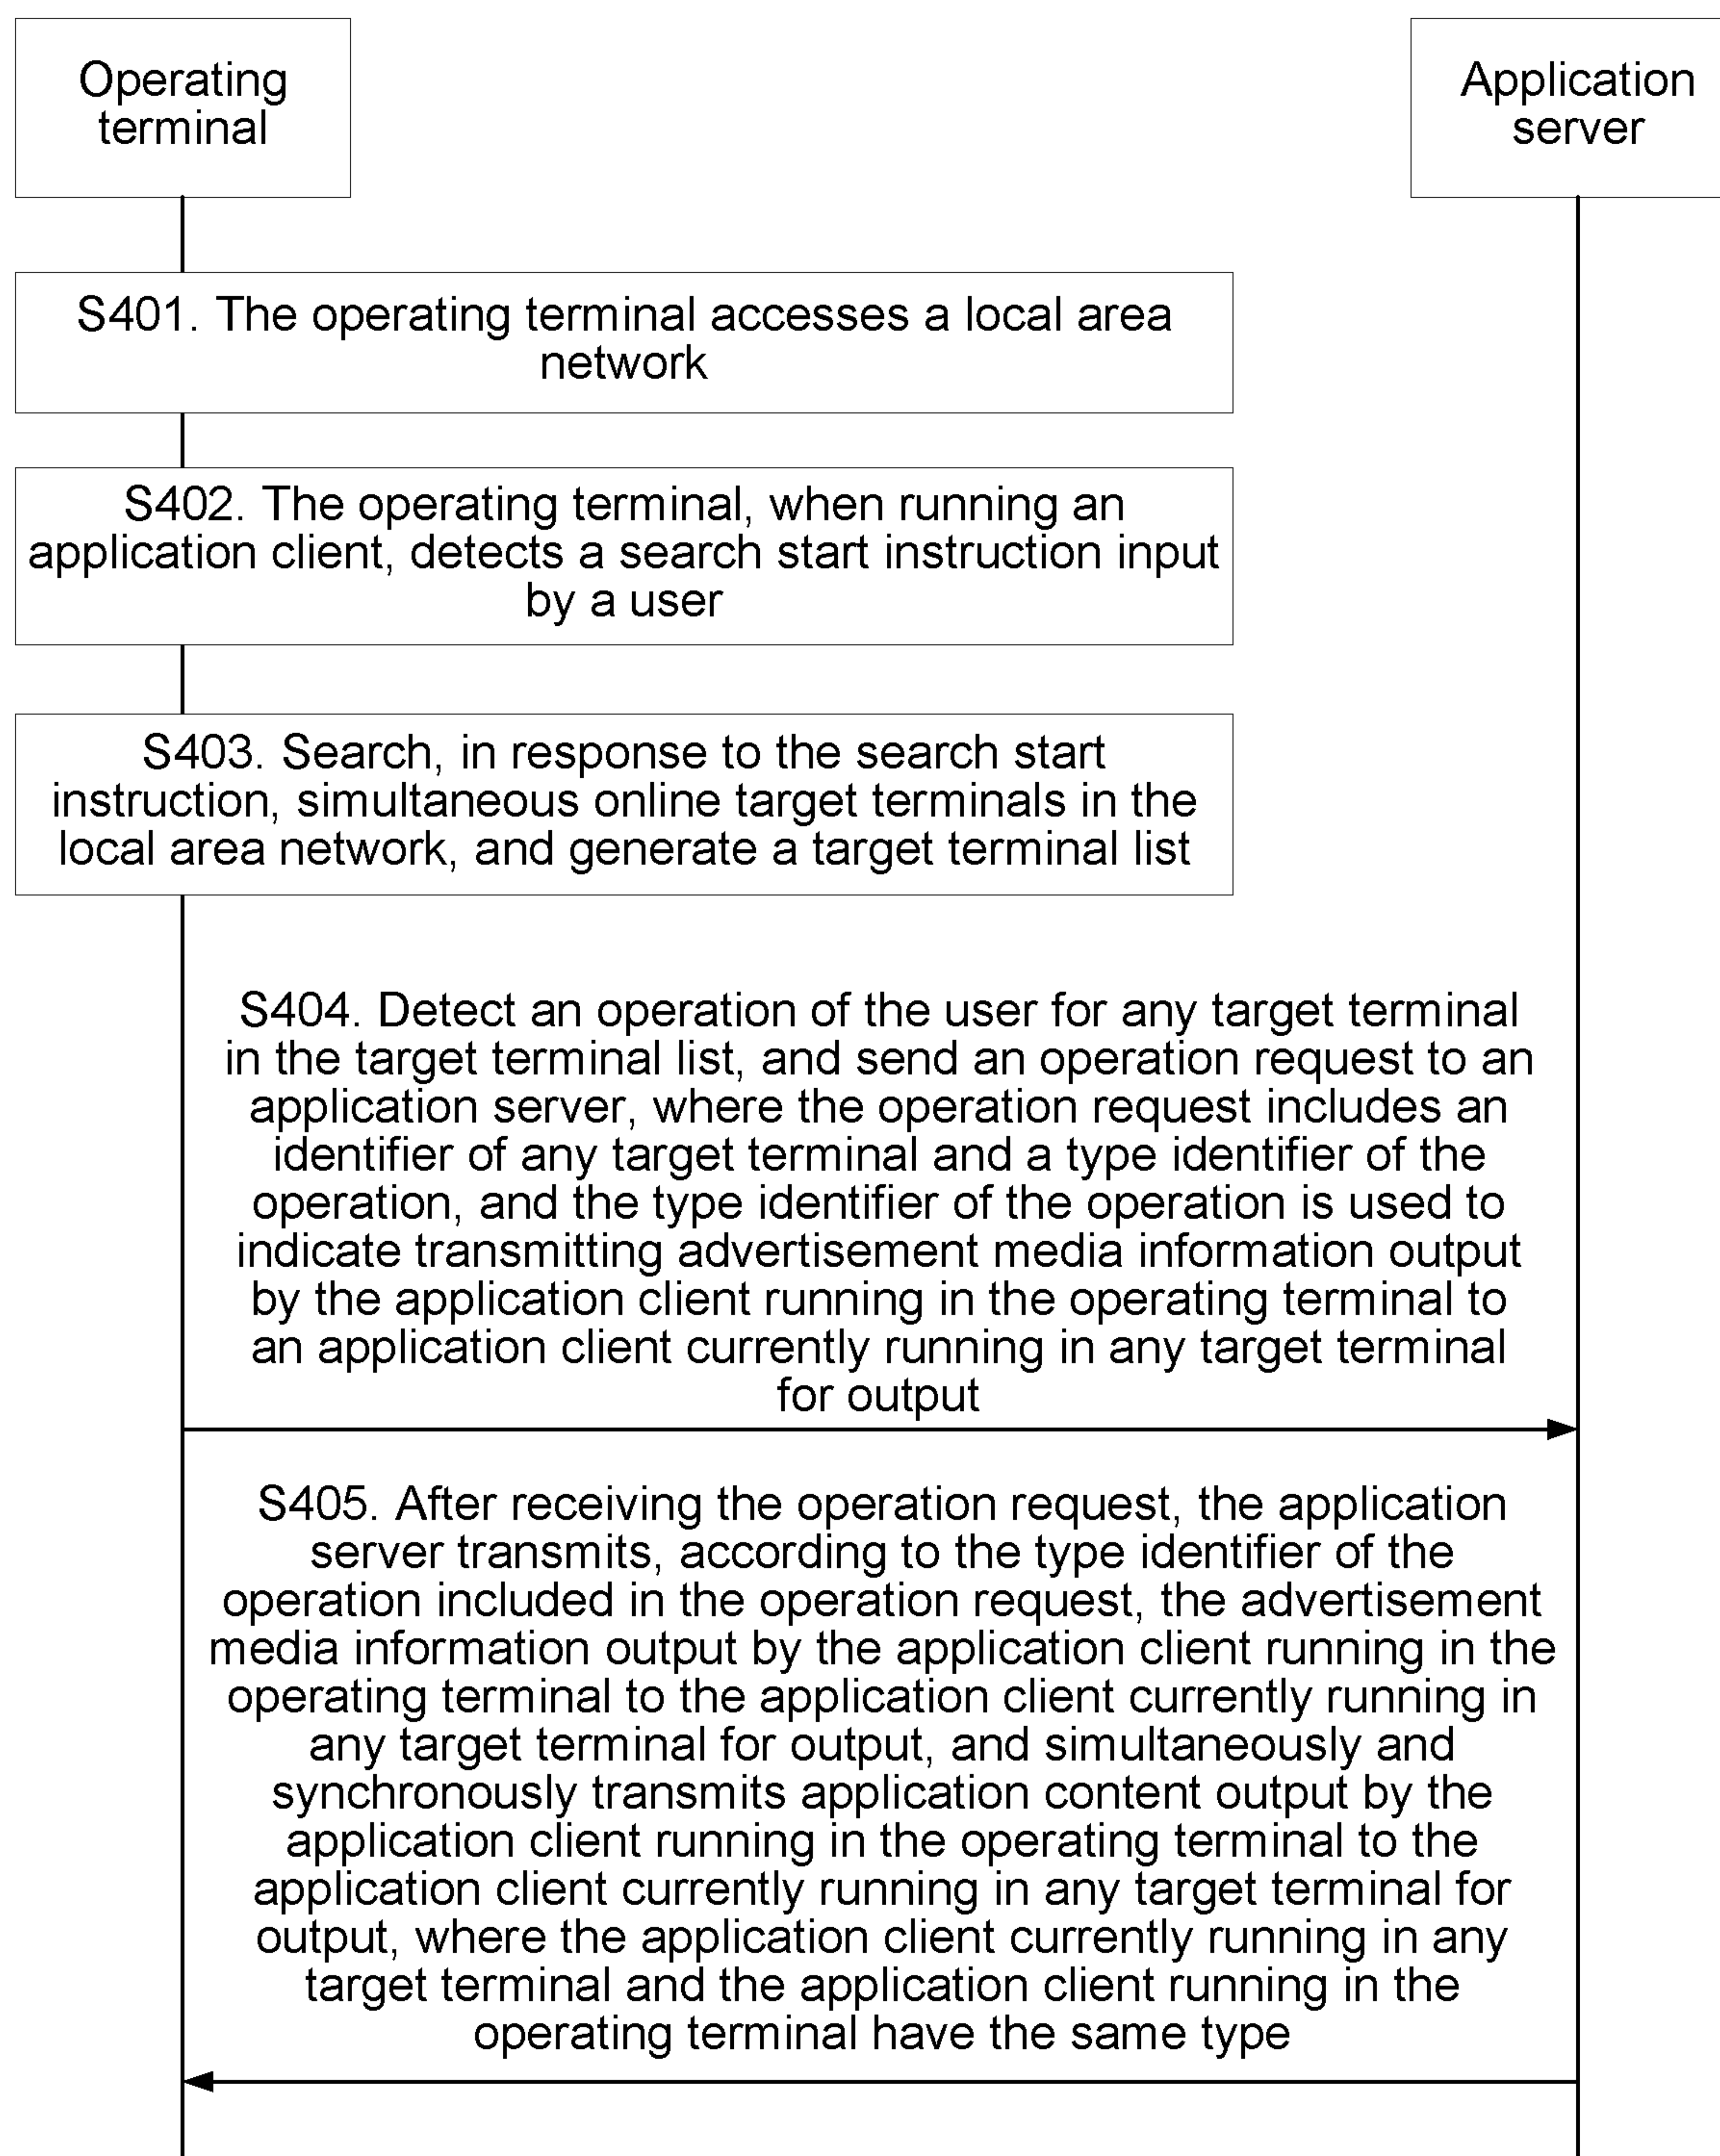 Operating
terminal
Application
server
S401. The operating terminal accesses a local area
network
S402. The operating terminal, when running an
application client, detects a search start instruction input
by a user
S403. Search, in response to the search start
instruction, simultaneous online target terminals in the
local area network, and generate a target terminal list
S404. Detect an operation of the user for any target terminal
in the target terminal list, and send an operation request to an
application server, where the operation request includes an
identifier of any target terminal and a type identifier of the
operation, and the type identifier of the operation is used to
indicate transmitting advertisement media information output
by the application client running in the operating terminal to
an application client currently running in any target terminal
for output
S405. After receiving the operation request, the application
server transmits, according to the type identifier of the
operation included in the operation request, the advertisement
media information output by the application client running in the
operating terminal to the application client currently running in
any target terminal for output, and simultaneously and
synchronously transmits application content output by the
application client running in the operating terminal to the
application client currently running in any target terminal for
output, where the application client currently running in any
target terminal and the application client running in the
operating terminal have the same type